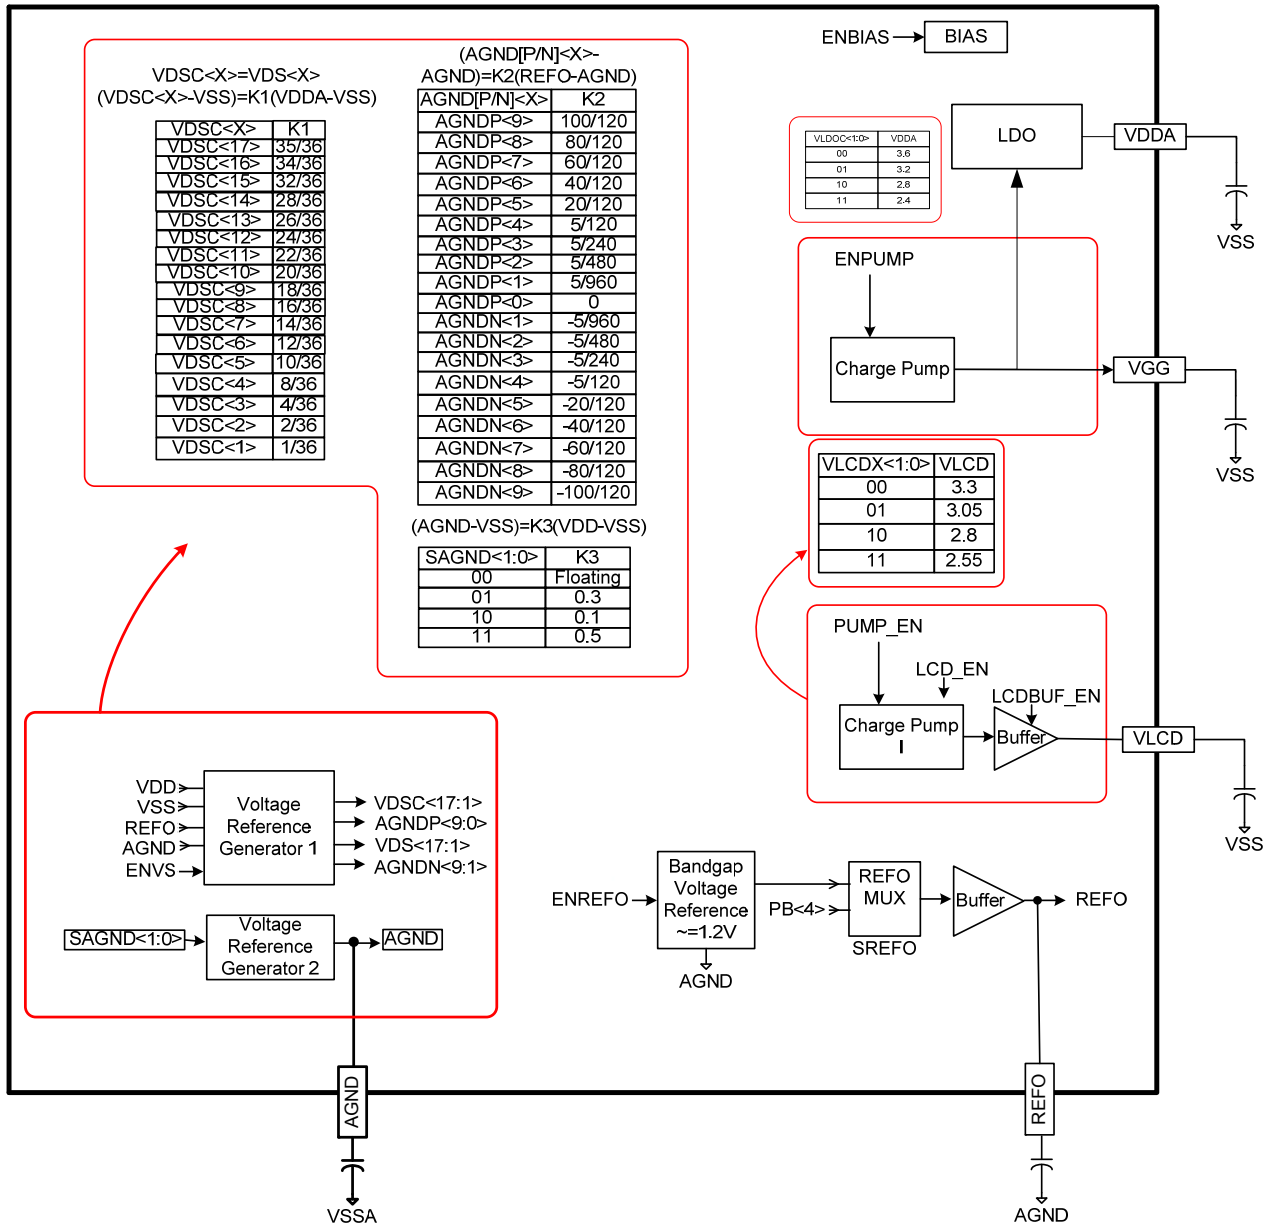 VDSC<X>=VDS<X>
(VDSC<X>-VSS)=K1(VDDA-VSS)
VDSC<X> K1
VDSC<17> 35/36
VDSC<16> 34/36
VDSC<15> 32/36
VDSC<14> 28/36
VDSC<13> 26/36
VDSC<12> 24/36
VDSC<11> 22/36
VDSC<10> 20/36
VDSC<9> 18/36
VDSC<8> 16/36
VDSC<7> 14/36
VDSC<6> 12/36
VDSC<5> 10/36
VDSC<4> 8/36
VDSC<3> 4/36
VDSC<2> 2/36
VDSC<1> 1/36
(AGND[P/N]<X>-
AGND)=K2(REFO-AGND)
AGND[P/N]<X> K2
AGNDP<9> 100/120
AGNDP<8> 80/120
AGNDP<7> 60/120
AGNDP<6> 40/120
AGNDP<5> 20/120
AGNDP<4> 5/120
AGNDP<3> 5/240
AGNDP<2> 5/480
AGNDP<1> 5/960
AGNDP<0> 0
AGNDN<1> -5/960
AGNDN<2> -5/480
AGNDN<3> -5/240
AGNDN<4> -5/120
AGNDN<5> -20/120
AGNDN<6> -40/120
AGNDN<7> -60/120
AGNDN<8> -80/120
AGNDN<9> -100/120
(AGND-VSS)=K3(VDD-VSS)
SAGND<1:0> K3
00 Floating
01 0.3
10 0.1
11 0.5
ENBIAS BIAS
VLDOC<1:0> VDDA
00 3.6
01 3.2
10 2.8
11 2.4
LDO
VDDA
VSS
ENPUMP
Charge Pump
VGG
VSS
VLCDX<1:0> VLCD
00 3.3
01 3.05
10 2.8
11 2.55
PUMP_EN
LCD_EN
LCDBUF_EN
Charge Pump
I
Buffer
VLCD
VSS
VDD
VSS
REFO
AGND
ENVS
Voltage
Reference
Generator 1
VDSC<17:1>
AGNDP<9:0>
VDS<17:1>
AGNDN<9:1>
SAGND<1:0>
Voltage
Reference
Generator 2
AGND
AGND
VSSA
ENREFO
Bandgap
Voltage
Reference
~=1.2V
AGND
PB<4>
REFO
MUX
SREFO
Buffer
REFO
REFO
AGND